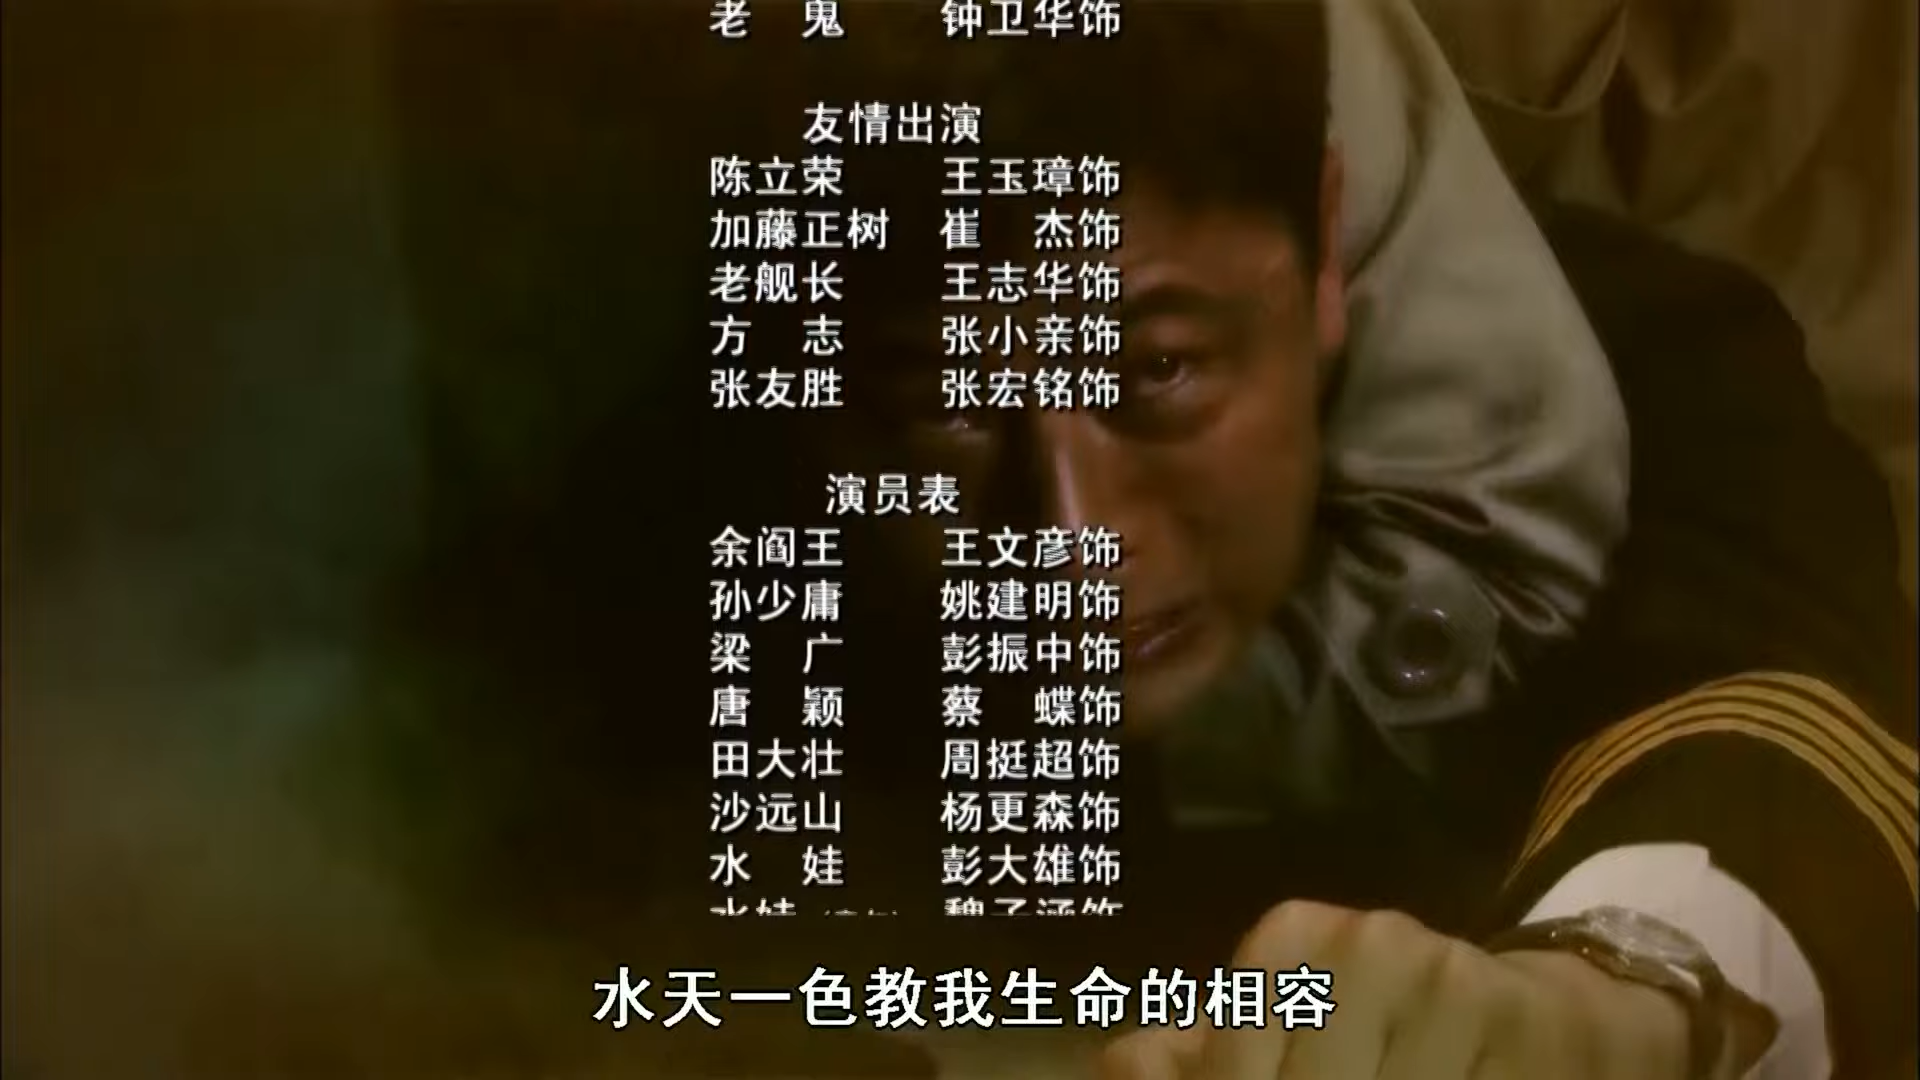 老 鬼 钟卫华饰
友情出演
陈立荣 王玉璋饰
加藤正树 崔 杰饰
老舰长 王志华饰
方 志 张小亲饰
张友胜 张宏铭饰
演员表
余阎王 王文彦饰
孙少庸 姚建明饰
梁 广 彭振中饰
唐 颖 蔡 蝶饰
田大壮 周挺超饰
沙远山 杨更森饰
水 娃 彭大雄饰
水天一色教我生命的相容